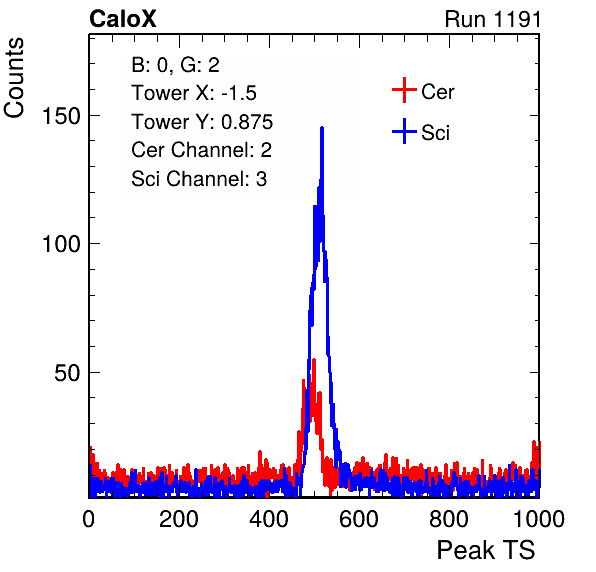 CaloX
Run 1191
B: 0, G: 2
Tower X: -1.5
Tower Y: 0.875
Cer Channel: 2
Sci Channel: 3
Cer
Sci
Counts
150
100
50
0
200
400
600
800
1000
Peak TS